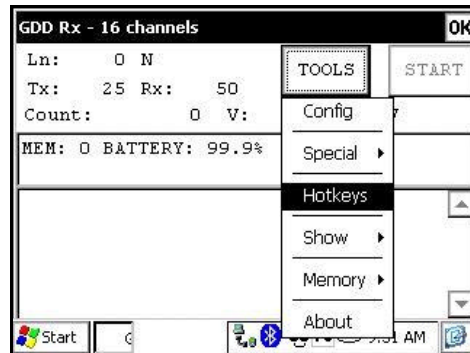 GDD Rx - 16 channels OK
Ln: 0 N
TOOLS START
Tx: 25 Rx: 50
Count: 0 V:
Config
MEM: 0 BATTERY: 99.9%
Special
Hotkeys
Show
Memory
About
Start
AM